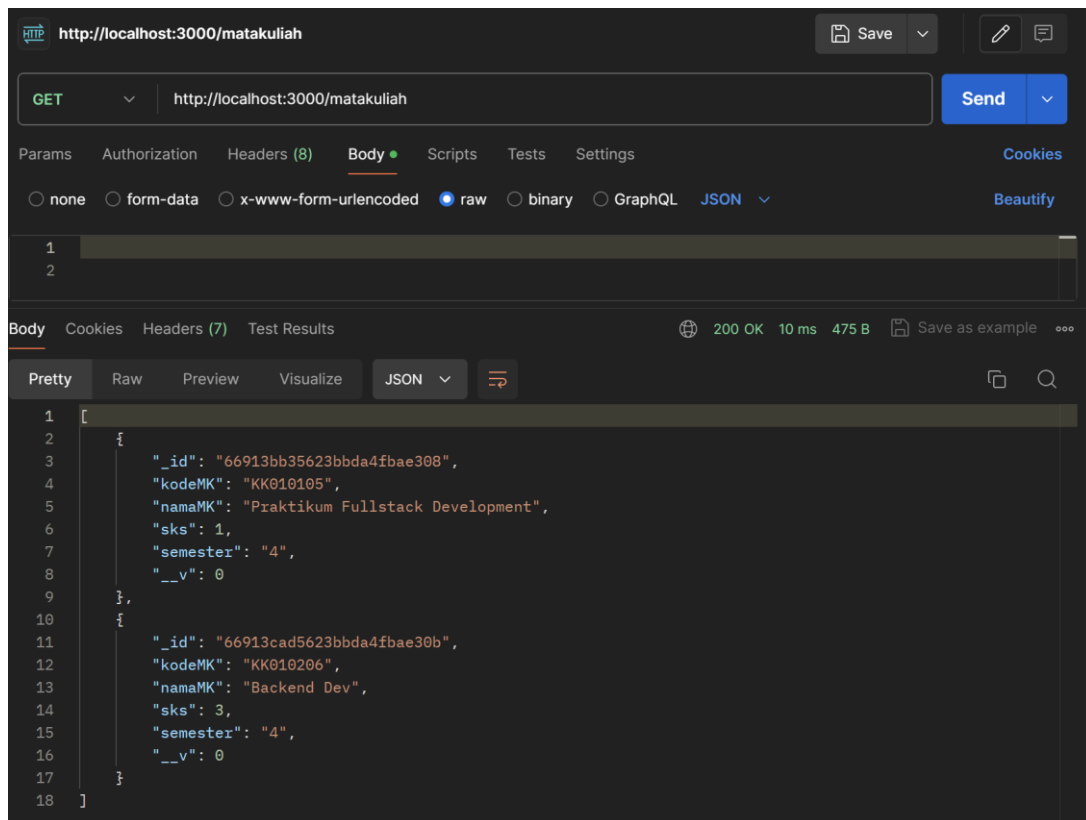 HTTP http://localhost:3000/matakuliah Save
GET http://localhost:3000/matakuliah Send
Params Authorization Headers (8) Body Scripts Tests Settings Cookies
none form-data x-www-form-urlencoded raw binary GraphQL JSON Beautify
1
2
Body Cookies Headers (7) Test Results 200 OK 10 ms 475 B Save as example
Pretty Raw Preview Visualize JSON
1 [
2 {
3 "_id": "66913bb35623bbda4fbae308",
4 "kodeMK": "KK010105",
5 "namaMK": "Praktikum Fullstack Development",
6 "sks": 1,
7 "semester": "4",
8 "__v": 0
9 },
10 {
11 "_id": "66913cad5623bbda4fbae30b",
12 "kodeMK": "KK010206",
13 "namaMK": "Backend Dev",
14 "sks": 3,
15 "semester": "4",
16 "__v": 0
17 }
18 ]